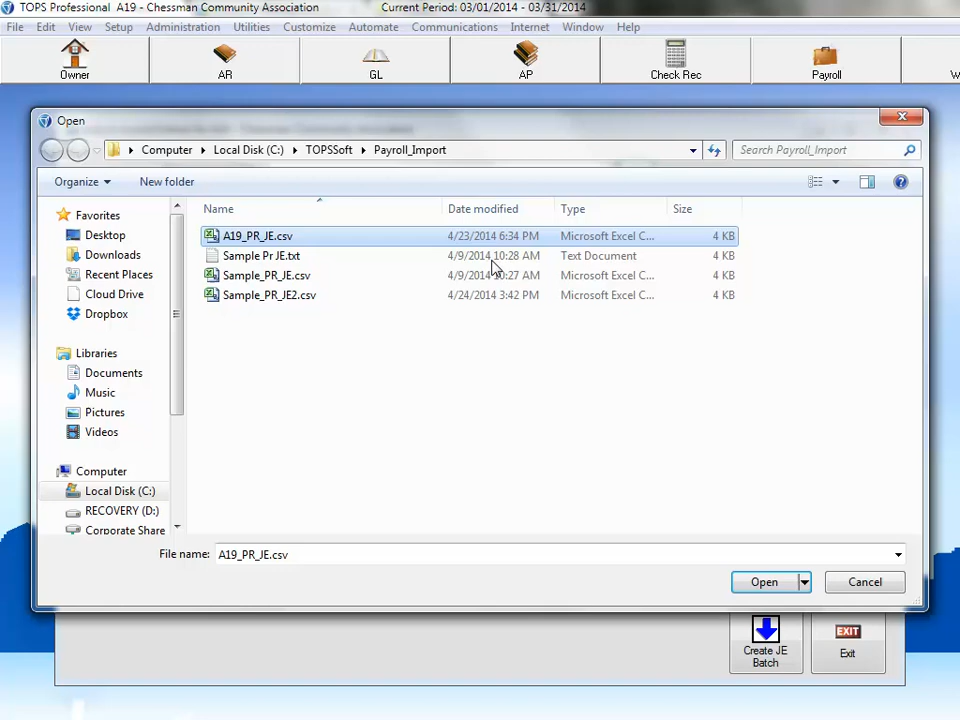 TOPS Professional A19 - Chessman Community Association Current Period: 03/01/2014 - 03/31/2014
File Edit View Setup Administration Utilities Customize Automate Communications Internet Window Help
Owner AR GL AP Check Rec Payroll W
Open
Computer Local Disk (C:) TOPSSoft Payroll_Import Search Payroll_Import
Organize New folder
Name Date modified Type Size
Favorites
Desktop
Downloads
Recent Places
Cloud Drive
Dropbox
Libraries
Documents
Music
Pictures
Videos
Computer
Local Disk (C:)
RECOVERY (D:)
Corporate Share
A19_PR_JE.csv 4/23/2014 6:34 PM Microsoft Excel C... 4 KB
Sample Pr JE.txt 4/9/2014 10:28 AM Text Document 4 KB
Sample_PR_JE.csv 4/9/2014 10:27 AM Microsoft Excel C... 4 KB
Sample_PR_JE2.csv 4/24/2014 3:42 PM Microsoft Excel C... 4 KB
File name: A19_PR_JE.csv
Open Cancel
Create JE
Batch
EXIT
Exit